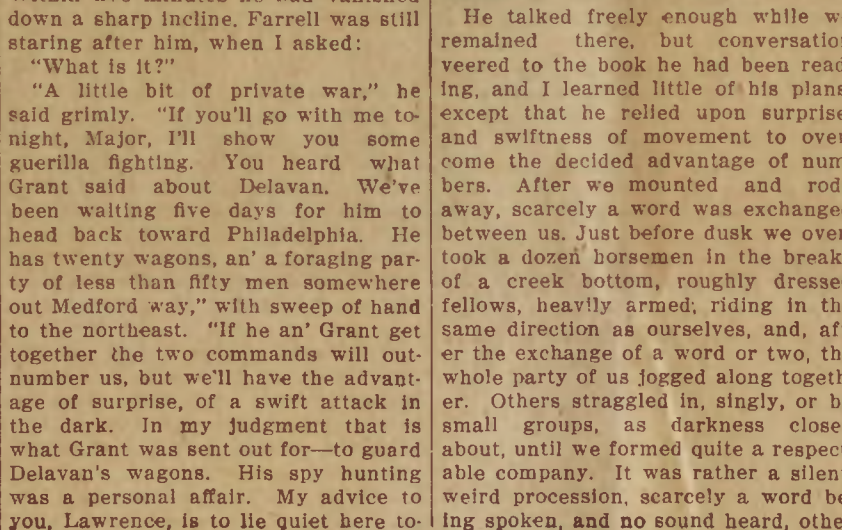 down a sharp incline. Farrell was still
staring after him, when I asked:
"What is it?"
"A little bit of private war," he
said grimly. "If you'll go with me to-
night, Major, I'll show you some
guerilla fighting. You heard what
Grant said about Delavan. We've
been waiting five days for him to
head back toward Philadelphia. He
has twenty wagons, an' a foraging par-
ty of less than fifty men somewhere
out Medford way," with sweep of hand
to the northeast. "If he an' Grant get
together the two commands will out-
number us, but we'll have the advant-
age of surprise, of a swift attack in
the dark. In my judgment that is
what Grant was sent out for—to guard
Delavan's wagons. His spy hunting
was a personal affair. My advice to
you, Lawrence, is to lie quiet here to-
He talked freely enough while w
remained there, but conversatio
veered to the book he had been read
ing, and I learned little of his plans
except that he relied upon surprise
and swiftness of movement to over
come the decided advantage of num
bers. After we mounted and rod
away, scarcely a word was exchange
between us. Just before dusk we over
took a dozen horsemen in the break
of a creek bottom, roughly dresse
fellows, heavily armed; riding in th
same direction as ourselves, and, af
er the exchange of a word or two, th
whole party of us jogged along togeth
er. Others straggled in, singly, or b
small groups, as darkness close
about, until we formed quite a respec
able company. It was rather a silen
weird procession, scarcely a word be
ing spoken, and no sound heard, othe